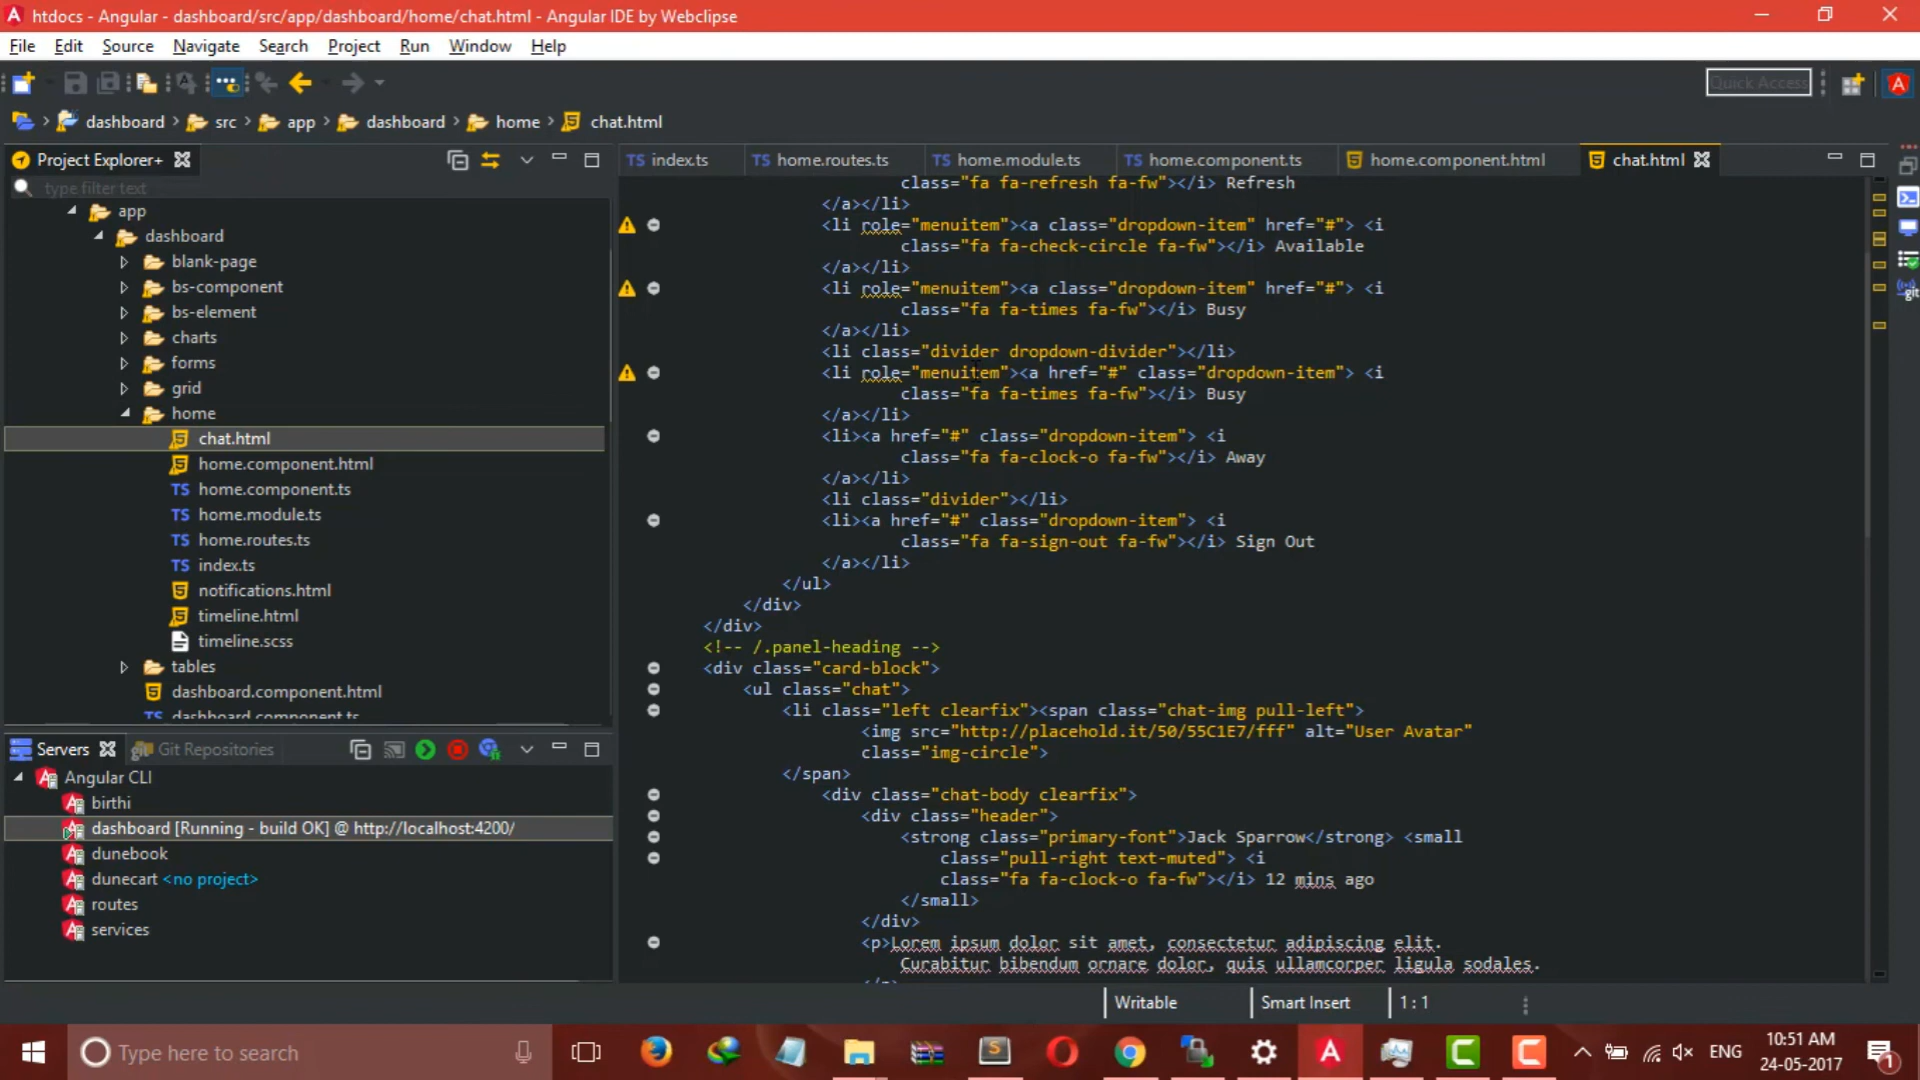 htdocs - Angular - dashboard/src/app/dashboard/home/chat.html - Angular IDE by Webclipse
File Edit Source Navigate Search Project Run Window Help
Quick Access
dashboard src app dashboard home chat.html
Project Explorer+
type filter text
app
dashboard
blank-page
bs-component
bs-element
charts
forms
grid
home
chat.html
home.component.html
home.component.ts
home.module.ts
home.routes.ts
index.ts
notifications.html
timeline.html
timeline.scss
tables
dashboard.component.html
dashboard.component.ts
Servers Git Repositories
Angular CLI
birthi
dashboard [Running - build OK] @ http://localhost:4200/
dunebook
dunecart <no project>
routes
services
index.ts home.routes.ts home.module.ts home.component.ts home.component.html chat.html
class="fa fa-refresh fa-fw"></i> Refresh
</a></li>
<li role="menuitem"><a class="dropdown-item" href="#"> <i
class="fa fa-check-circle fa-fw"></i> Available
</a></li>
<li role="menuitem"><a class="dropdown-item" href="#"> <i
class="fa fa-times fa-fw"></i> Busy
</a></li>
<li class="divider dropdown-divider"></li>
<li role="menuitem"><a href="#" class="dropdown-item"> <i
class="fa fa-times fa-fw"></i> Busy
</a></li>
<li><a href="#" class="dropdown-item"> <i
class="fa fa-clock-o fa-fw"></i> Away
</a></li>
<li class="divider"></li>
<li><a href="#" class="dropdown-item"> <i
class="fa fa-sign-out fa-fw"></i> Sign Out
</a></li>
</ul>
</div>
</div>
<!-- /.panel-heading -->
<div class="card-block">
<ul class="chat">
<li class="left clearfix"><span class="chat-img pull-left">
<img src="http://placehold.it/50/55C1E7/fff" alt="User Avatar"
class="img-circle">
</span>
<div class="chat-body clearfix">
<div class="header">
<strong class="primary-font">Jack Sparrow</strong> <small
class="pull-right text-muted"> <i
class="fa fa-clock-o fa-fw"></i> 12 mins ago
</small>
</div>
<p>Lorem ipsum dolor sit amet, consectetur adipiscing elit.
Curabitur bibendum ornare dolor, quis ullamcorper ligula sodales.
Writable Smart Insert 1 : 1
Type here to search
ENG
10:51 AM
24-05-2017
1